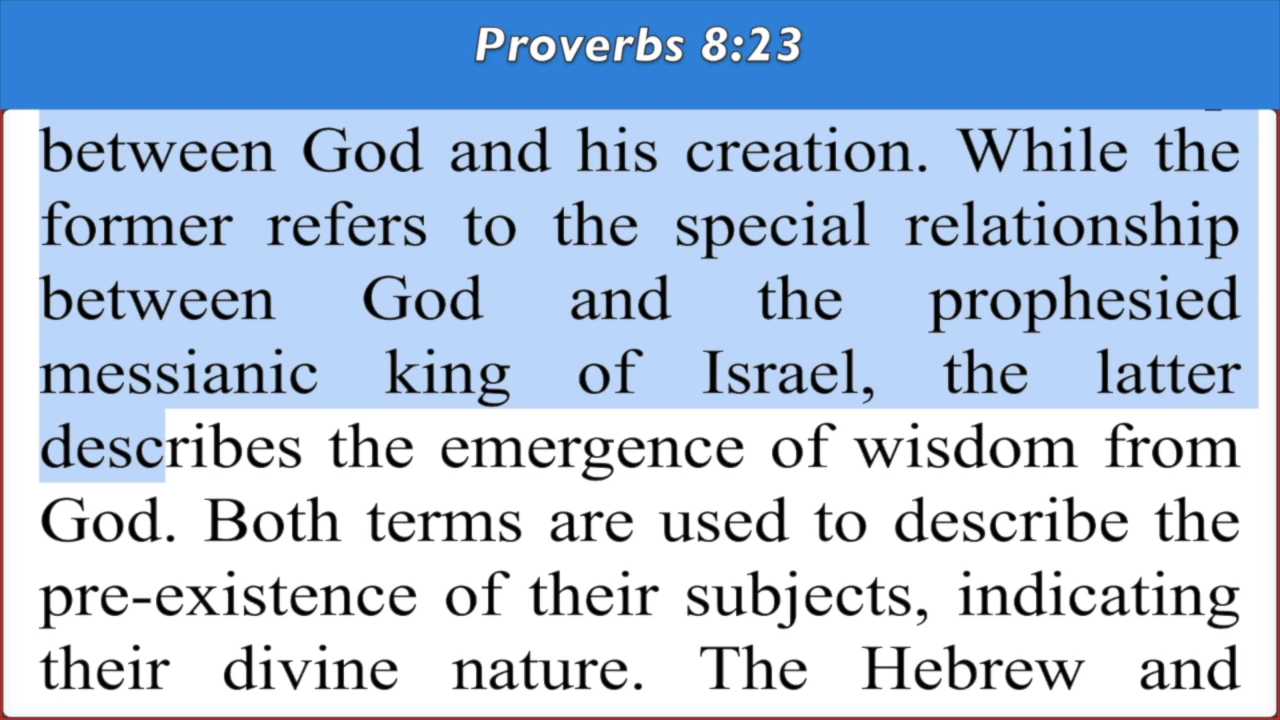 Proverbs 8:23
between God and his creation. While the
former refers to the special relationship
between God and the prophesied
messianic king of Israel, the latter
describes the emergence of wisdom from
God. Both terms are used to describe the
pre-existence of their subjects, indicating
their divine nature. The Hebrew and